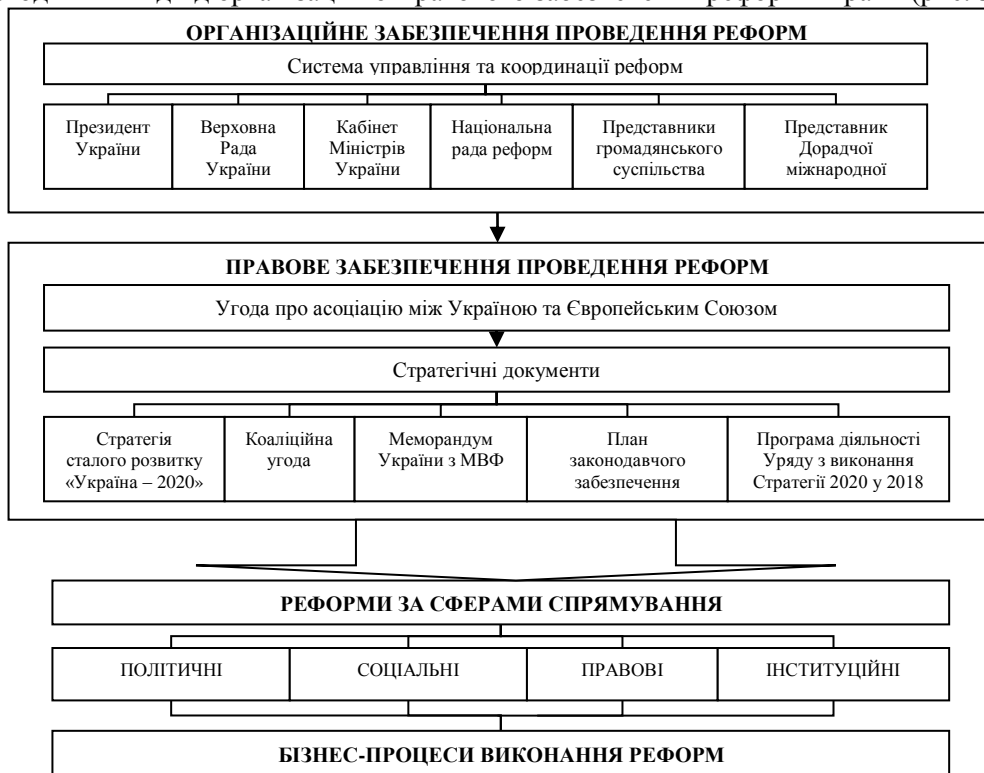 ОРГАНІЗАЦІЙНЕ ЗАБЕЗПЕЧЕННЯ ПРОВЕДЕННЯ РЕФОРМ
Система управління та координації реформ
Президент
України
Верховна
Рада
України
Кабінет
Міністрів
України
Національна
рада реформ
Представники
громадянського
суспільства
Представник
Дорадчої
міжнародної
ПРАВОВЕ ЗАБЕЗПЕЧЕННЯ ПРОВЕДЕННЯ РЕФОРМ
Угода про асоціацію між Україною та Європейським Союзом
Стратегічні документи
Стратегія
сталого розвитку
«Україна – 2020»
Коаліційна
угода
Меморандум
України з МВФ
План
законодавчого
забезпечення
Програма діяльності
Уряду з виконання
Стратегії 2020 у 2018
РЕФОРМИ ЗА СФЕРАМИ СПРЯМУВАННЯ
ПОЛІТИЧНІ
СОЦІАЛЬНІ
ПРАВОВІ
ІНСТИТУЦІЙНІ
БІЗНЕС-ПРОЦЕСИ ВИКОНАННЯ РЕФОРМ